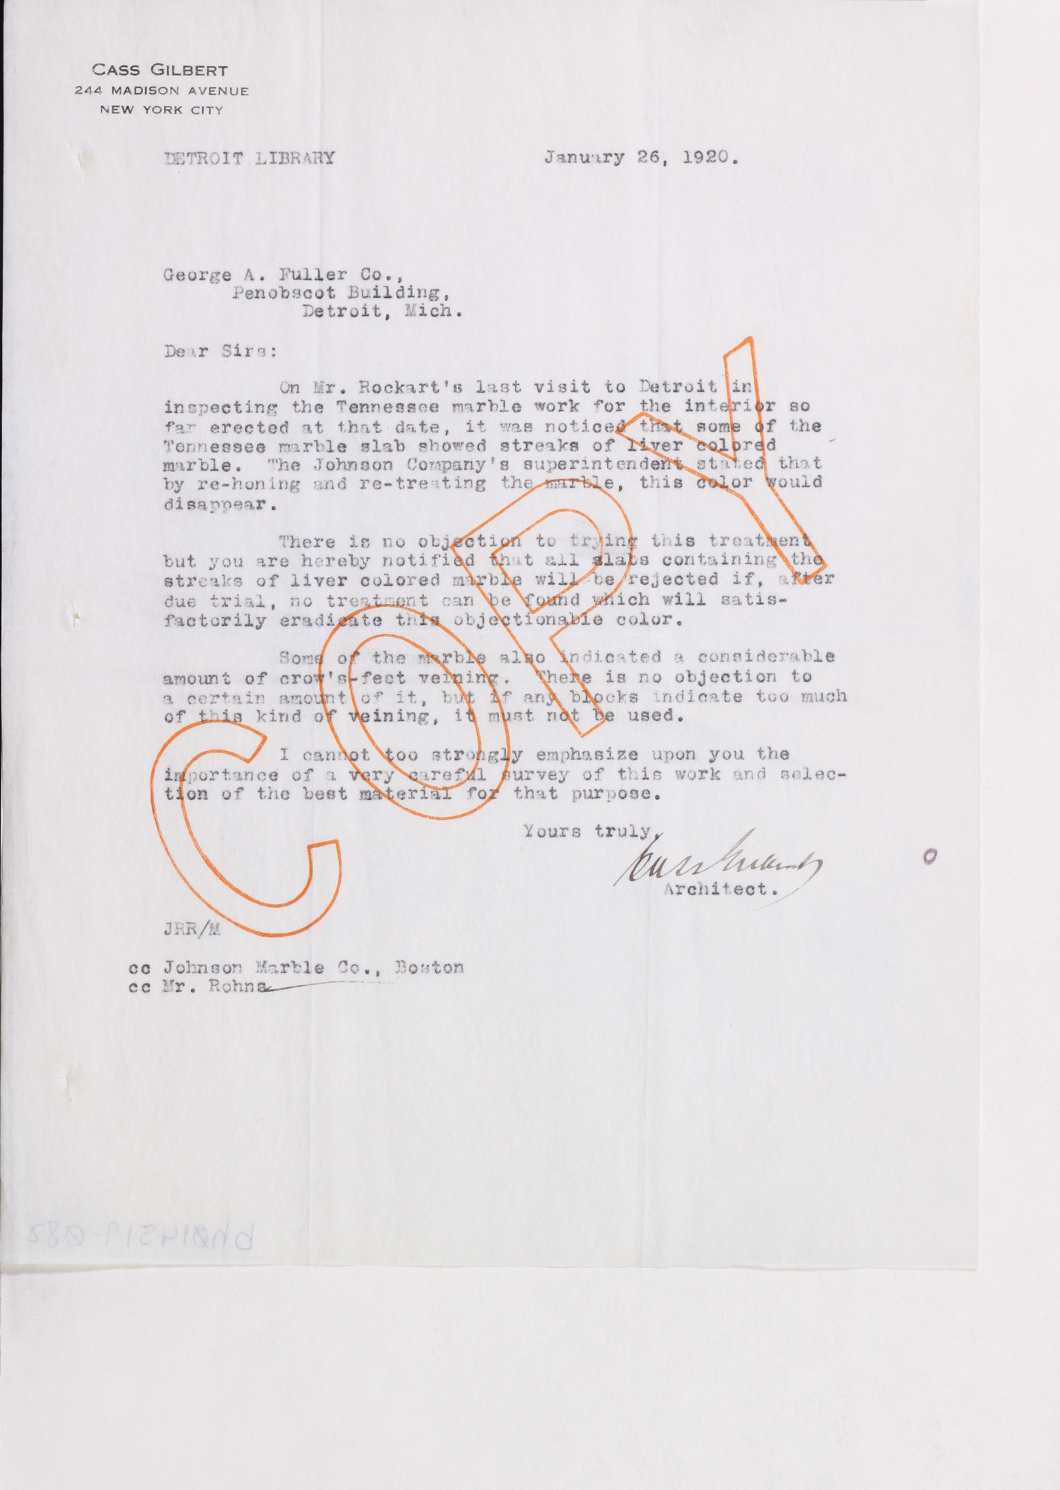 CASS GILBERT
244 MADISON AVENUE
NEW YORK CITY
DETROIT LIBRARY January 26, 1920.
George A. Fuller Co.,
Penobscot Building,
Detroit, Mich.
Dear Sirs:
On Mr. Rockart's last visit to Detroit in
inspecting the Tennessee marble work for the interior so
far erected at that date, it was noticed that some of the
Tennessee marble slab showed streaks of liver colored
marble. The Johnson Company's superintendent stated that
by re-honing and re-treating the marble, this color would
disappear.
There is no objection to trying this treatment
but you are hereby notified that all slabs containing the
streaks of liver colored marble will be rejected if, after
due trial, no treatment can be found which will satis-
factorily eradicate this objectionable color.
Some of the marble also indicated a considerable
amount of crow's-feet veining. There is no objection to
a certain amount of it, but if any blocks indicate too much
of this kind of veining, it must not be used.
I cannot too strongly emphasize upon you the
importance of a very careful survey of this work and selec-
tion of the best material for that purpose.
Yours truly,
Cass Gilbert
Architect.
JRR/M
cc Johnson Marble Co., Boston
cc Mr. Rohns
COPY
bh014519-082